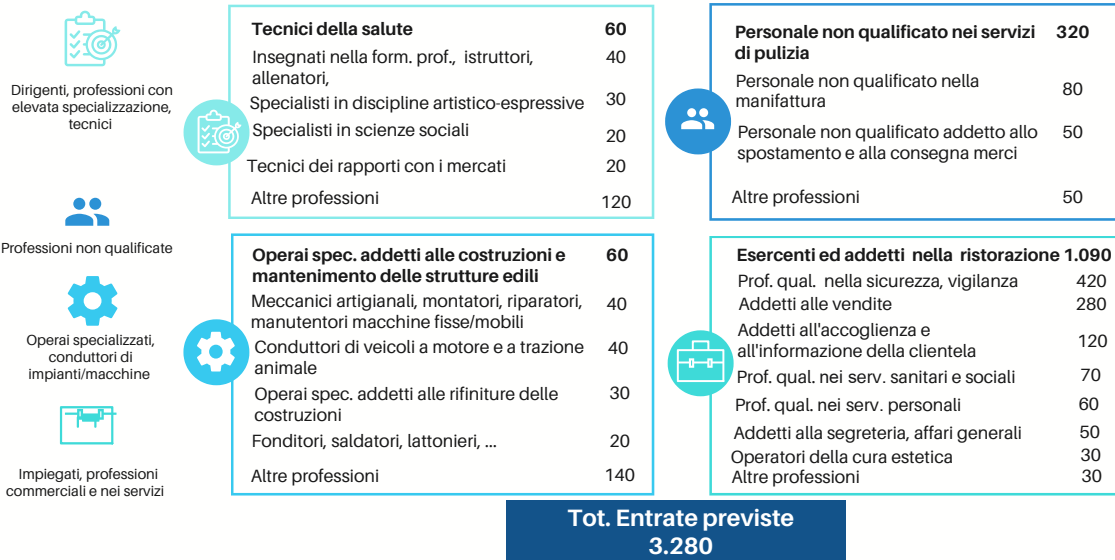 Dirigenti, professioni con
elevata specializzazione,
tecnici
Professioni non qualificate
Operai specializzati,
conduttori di
impianti/macchine
Impiegati, professioni
commerciali e nei servizi
Tecnici della salute 60
Insegnati nella form. prof., istruttori, 40
allenatori,
Specialisti in discipline artistico-espressive 30
Specialisti in scienze sociali 20
Tecnici dei rapporti con i mercati 20
Altre professioni 120
Personale non qualificato nei servizi 320
di pulizia
Personale non qualificato nella
manifattura 80
Personale non qualificato addetto allo 50
spostamento e alla consegna merci
Altre professioni 50
Operai spec. addetti alle costruzioni e 60
mantenimento delle strutture edili
Meccanici artigianali, montatori, riparatori, 40
manutentori macchine fisse/mobili
Conduttori di veicoli a motore e a trazione 40
animale
Operai spec. addetti alle rifiniture delle 30
costruzioni
Fonditori, saldatori, lattonieri, ... 20
Altre professioni 140
Esercenti ed addetti nella ristorazione 1.090
Prof. qual. nella sicurezza, vigilanza 420
Addetti alle vendite 280
Addetti all'accoglienza e
all'informazione della clientela 120
Prof. qual. nei serv. sanitari e sociali 70
Prof. qual. nei serv. personali 60
Addetti alla segreteria, affari generali 50
Operatori della cura estetica 30
Altre professioni 30
Tot. Entrate previste
3.280